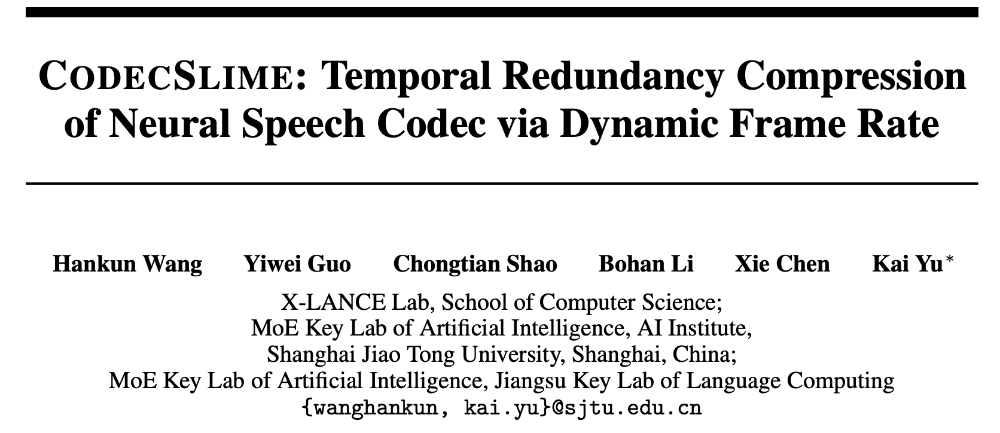 CODECSLIME: Temporal Redundancy Compression
of Neural Speech Codec via Dynamic Frame Rate
Hankun Wang Yiwei Guo Chongtian Shao Bohan Li Xie Chen Kai Yu*
X-LANCE Lab, School of Computer Science;
MoE Key Lab of Artificial Intelligence, AI Institute,
Shanghai Jiao Tong University, Shanghai, China;
MoE Key Lab of Artificial Intelligence, Jiangsu Key Lab of Language Computing
{wanghankun, kai.yu}@sjtu.edu.cn